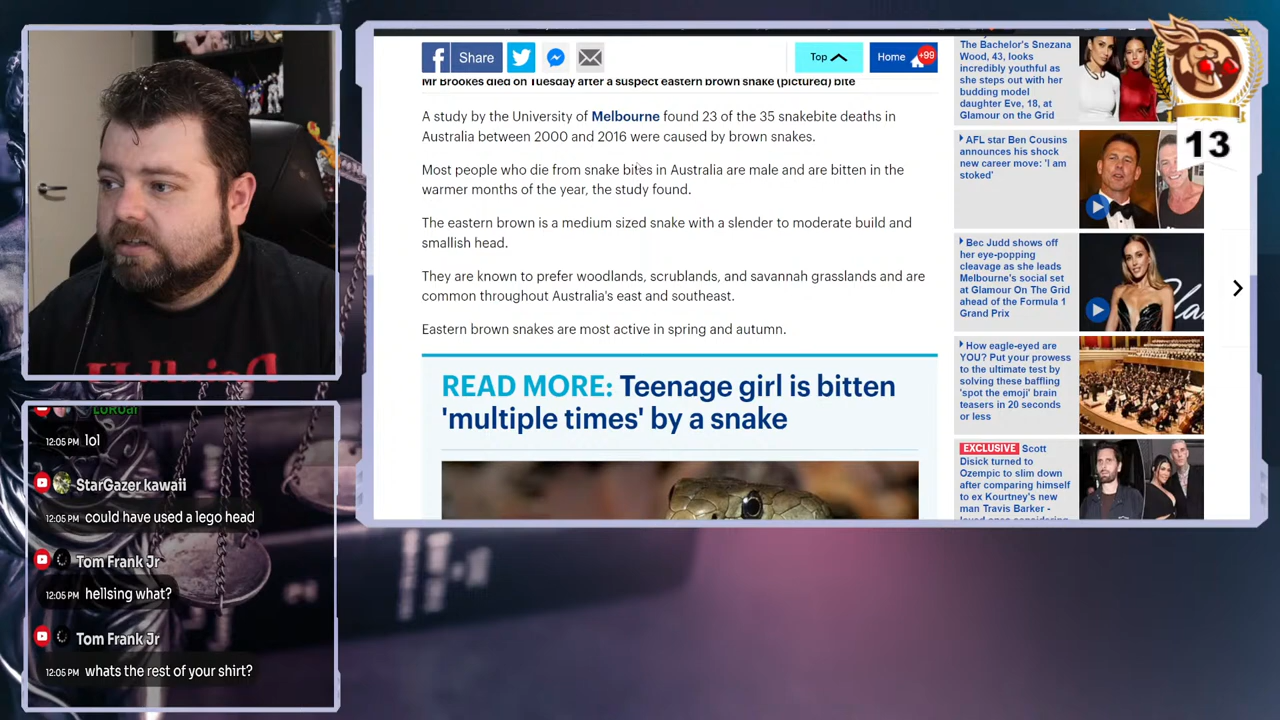 Share
Top
Home
+99
Mr Brookes died on Tuesday after a suspect eastern brown snake (pictured) bite
A study by the University of Melbourne found 23 of the 35 snakebite deaths in
Australia between 2000 and 2016 were caused by brown snakes.
Most people who die from snake bites in Australia are male and are bitten in the
warmer months of the year, the study found.
The eastern brown is a medium sized snake with a slender to moderate build and
smallish head.
They are known to prefer woodlands, scrublands, and savannah grasslands and are
common throughout Australia's east and southeast.
Eastern brown snakes are most active in spring and autumn.
READ MORE: Teenage girl is bitten
'multiple times' by a snake
The Bachelor's Snezana
Wood, 43, looks
incredibly youthful as
she steps out with her
budding model
daughter Eve, 18, at
Glamour on the Grid
AFL star Ben Cousins
announces his shock
new career move: 'I am
stoked'
Bec Judd shows off
her eye-popping
cleavage as she leads
Melbourne's social set
at Glamour On The Grid
ahead of the Formula 1
Grand Prix
How eagle-eyed are
YOU? Put your prowess
to the ultimate test by
solving these baffling
'spot the emoji' brain
teasers in 20 seconds
or less
EXCLUSIVE Scott
Disick turned to
Ozempic to slim down
after comparing himself
to ex Kourtney's new
man Travis Barker -
13
LoRoar
12:05 PM lol
StarGazer kawaii
12:05 PM could have used a lego head
Tom Frank Jr
12:05 PM hellsing what?
Tom Frank Jr
12:05 PM whats the rest of your shirt?